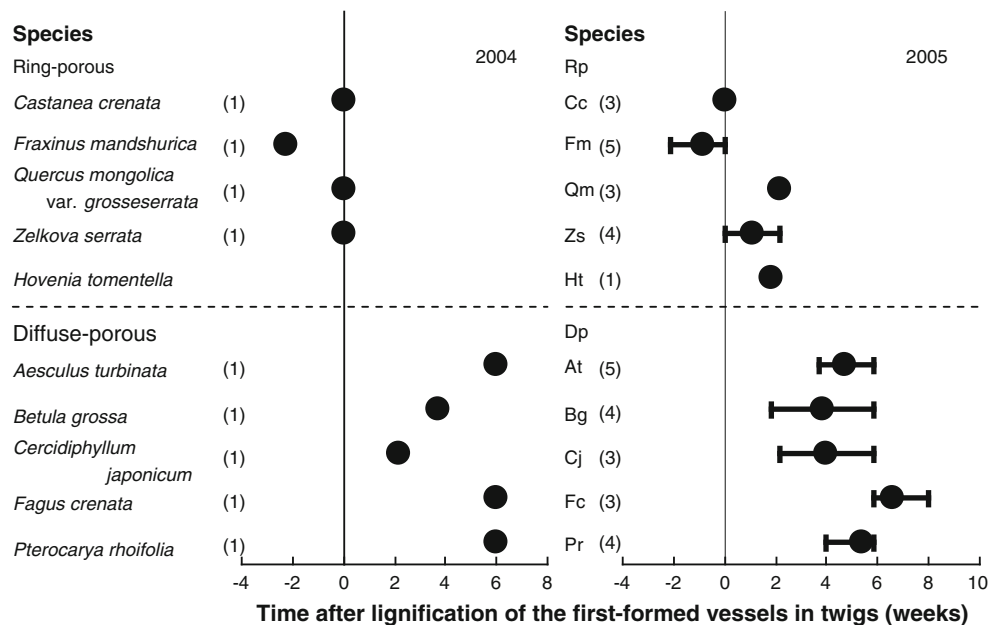 Species
2004
Ring-porous
Castanea crenata (1)
Fraxinus mandshurica (1)
Quercus mongolica
var. grosseserrata (1)
Zelkova serrata (1)
Hovenia tomentella
Diffuse-porous
Aesculus turbinata (1)
Betula grossa (1)
Cercidiphyllum
japonicum (1)
Fagus crenata (1)
Pterocarya rhoifolia (1)
-4 -2 0 2 4 6 8
Species
2005
Rp
Cc (3)
Fm (5)
Qm (3)
Zs (4)
Ht (1)
Dp
At (5)
Bg (4)
Cj (3)
Fc (3)
Pr (4)
-4 -2 0 2 4 6 8 10
Time after lignification of the first-formed vessels in twigs (weeks)